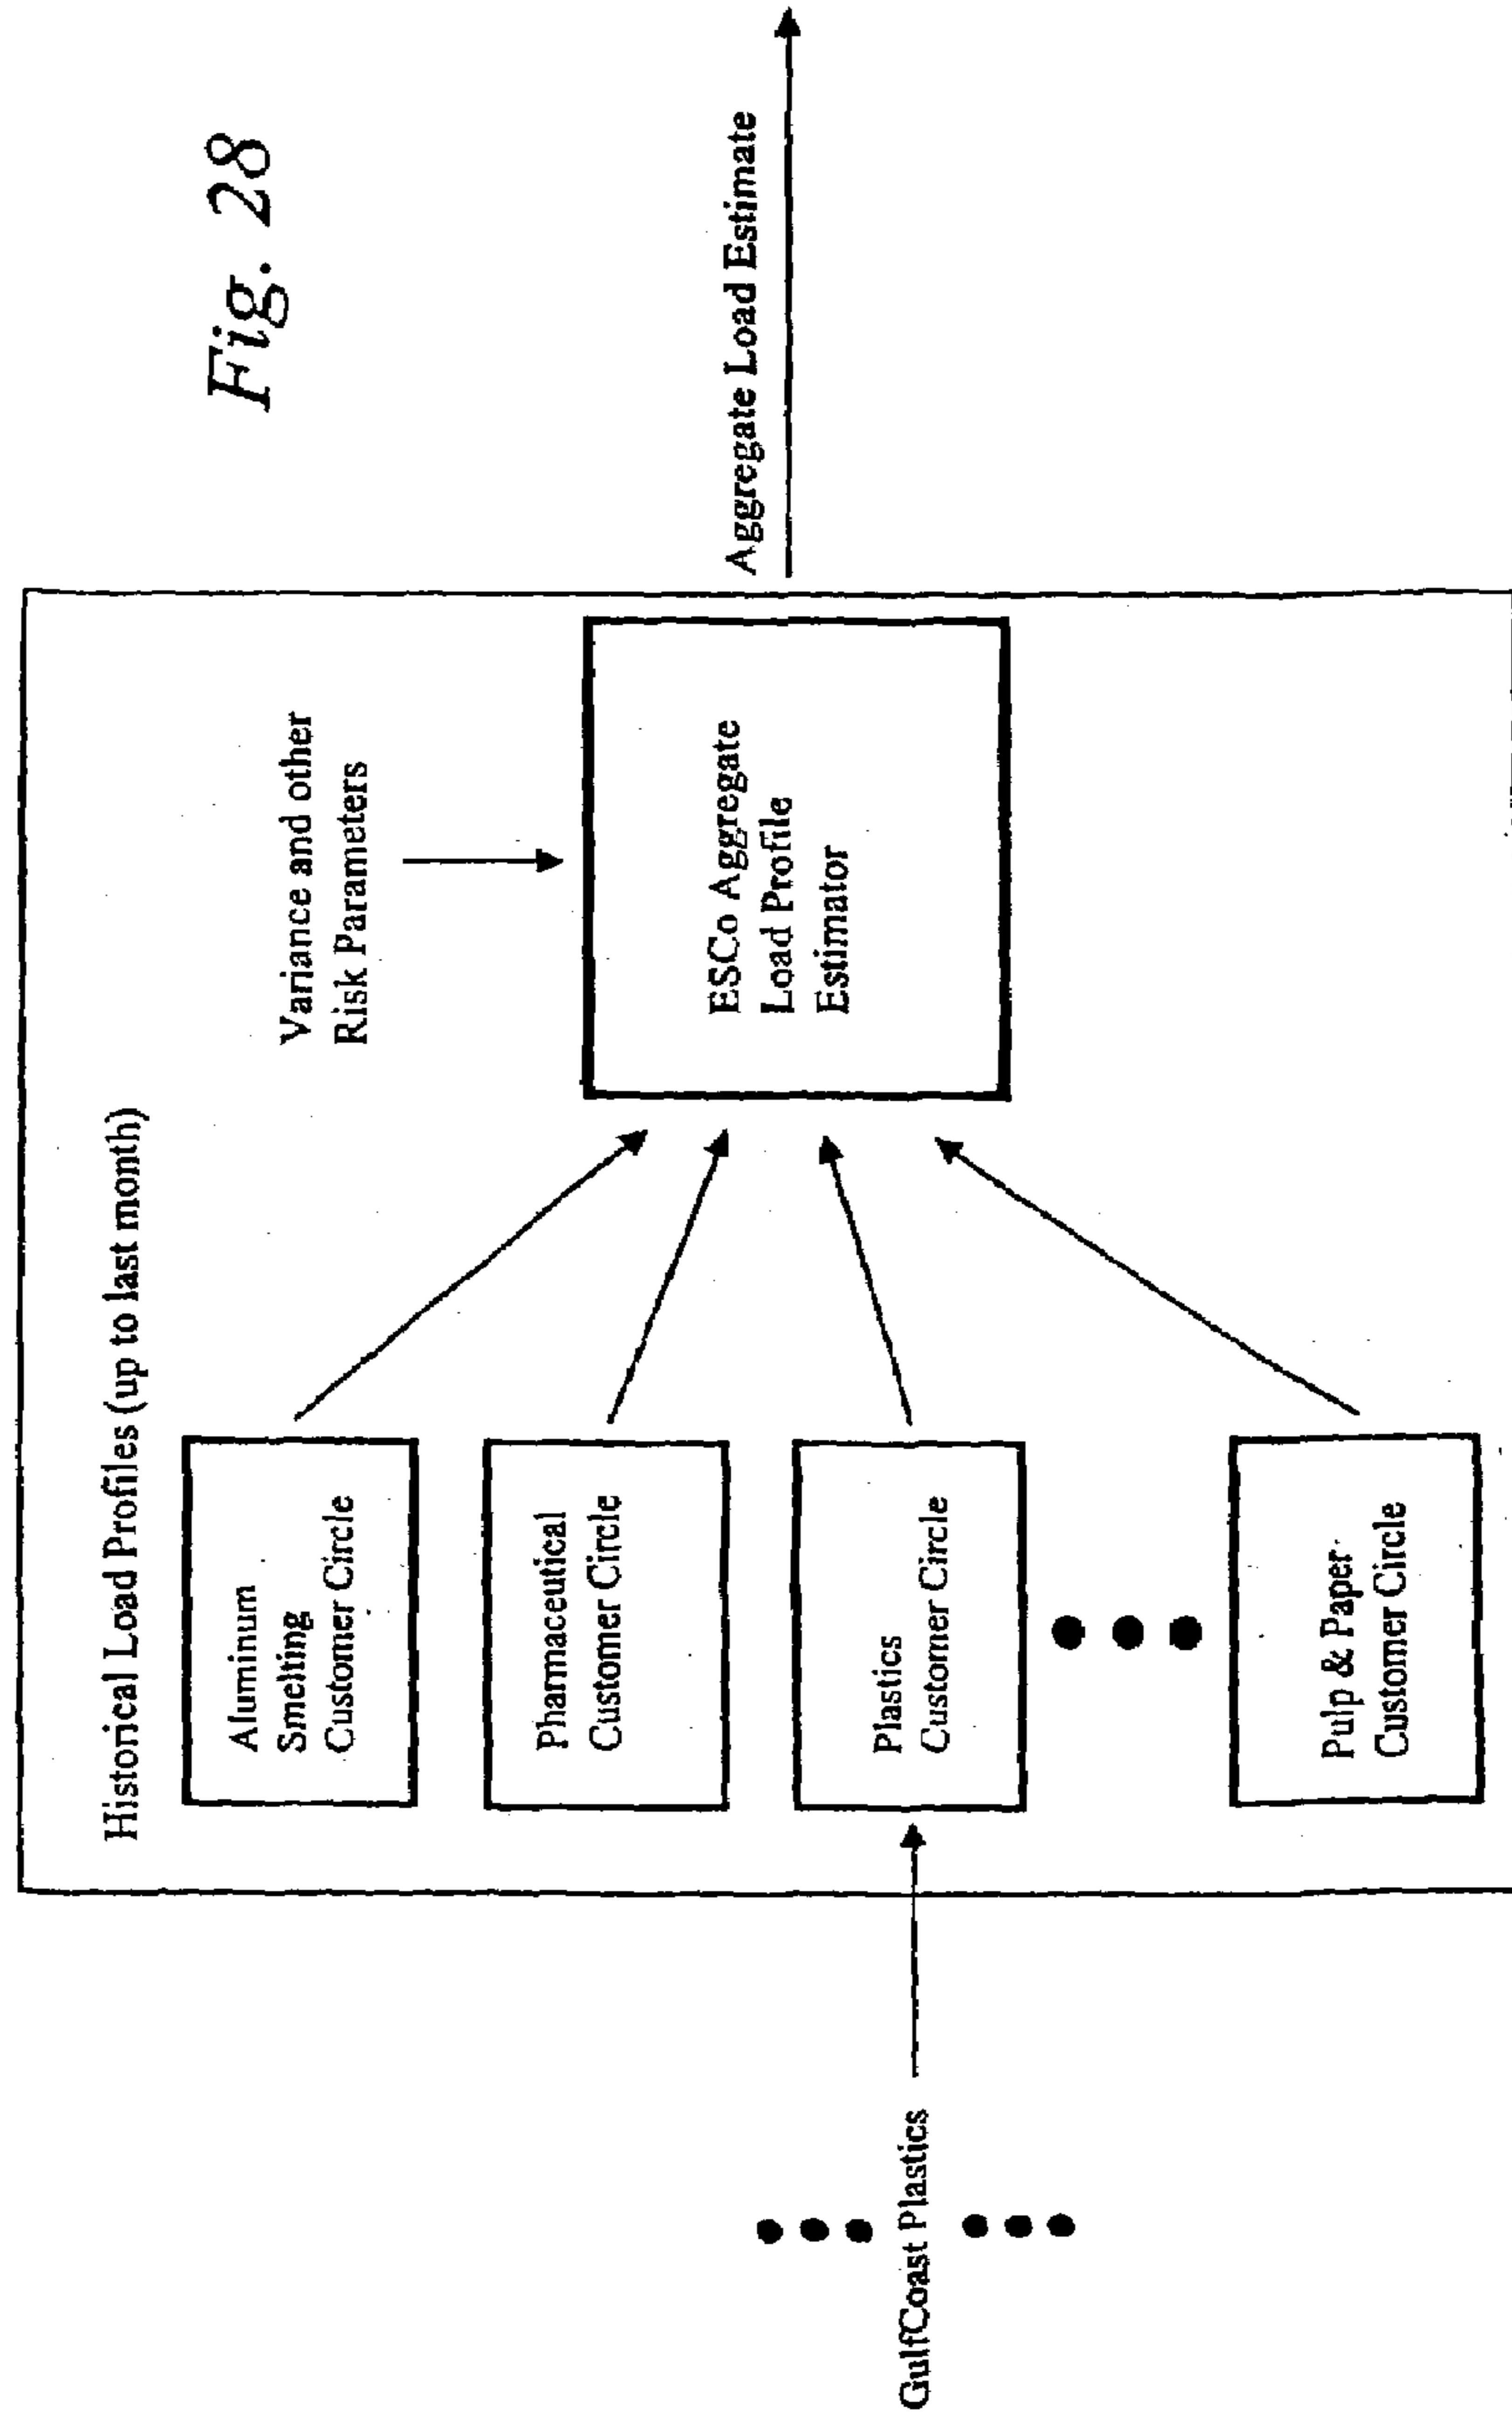 Fig. 28
Historical Load Profiles (up to last month)
Variance and other
Risk Parameters
Aluminum
Smelting
Customer Circle
Pharmaceutical
Customer Circle
Plastics
Customer Circle
Pulp & Paper
Customer Circle
GulfCoast Plastics
ESCo Aggregate
Load Profile
Estimator
Aggregate Load Estimate